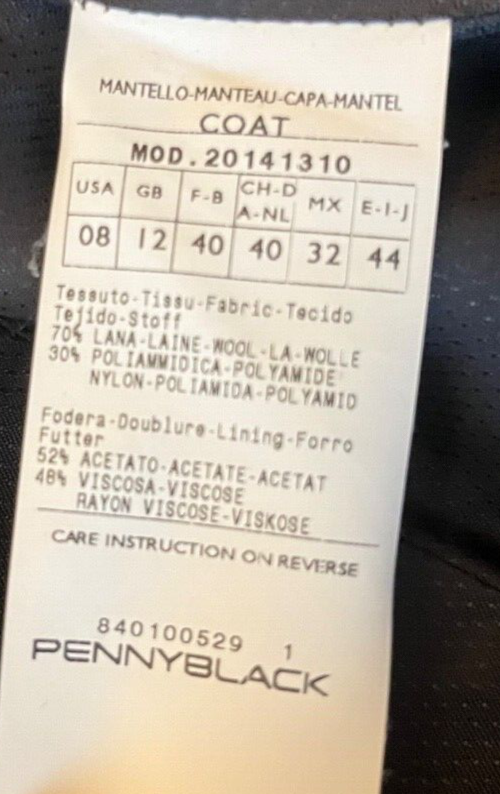 MANTELLO-MANTEAU-CAPA-MANTEL
COAT
MOD.20141310
USA GB F-B CH-D A-NL MX E-I-J
08 12 40 40 32 44
Tessuto-Tissu-Fabric-Tecido
Tejido-Stoff
70% LANA-LAINE-WOOL-LA-WOLLE
30% POLIAMMIDICA-POLYAMIDE
NYLON-POLIAMIDA-POLYAMID
Fodera-Doublure-Lining-Forro
Futter
52% ACETATO-ACETATE-ACETAT
48% VISCOSA-VISCOSE
RAYON VISCOSE-VISKOSE
CARE INSTRUCTION ON REVERSE
840100529 1
PENNYBLACK